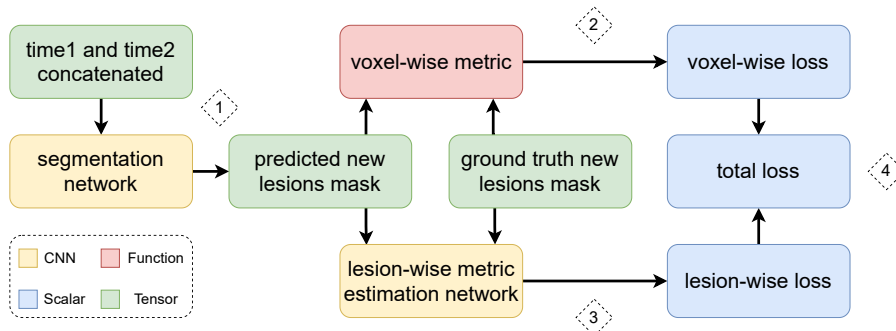 time1 and time2
concatenated
1
voxel-wise metric
2
voxel-wise loss
segmentation
network
predicted new
lesions mask
ground truth new
lesions mask
total loss
4
CNN
Function
Scalar
Tensor
lesion-wise metric
estimation network
3
lesion-wise loss